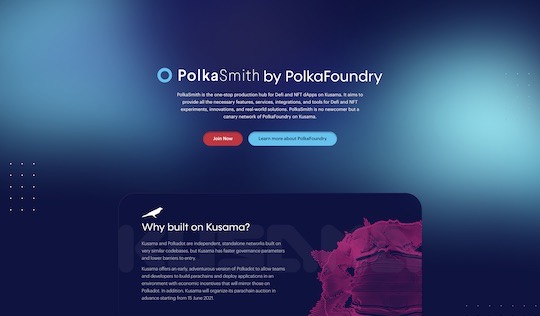 PolkaSmith by PolkaFoundry
PolkaSmith is the one-stop production hub for Defi and NFT dApps on Kusama. It aims to
provide all the necessary features, services, integrations, and tools for Defi and NFT
experiments, innovations, and real-world solutions. PolkaSmith is no newcomer but a
canary network of PolkaFoundry on Kusama.
Join Now
Learn more about PolkaFoundry
Why built on Kusama?
Kusama and Polkadot are independent, standalone networks built on
very similar codebases, but Kusama has faster governance parameters
and lower barriers to entry.
Kusama offers an early, adventurous version of Polkadot to allow teams
and developers to build parachains and deploy applications in an
environment with economic incentives that will mirror those on
Polkadot. In addition, Kusama will organize its parachain auction in
advance starting from 15 June 2021.